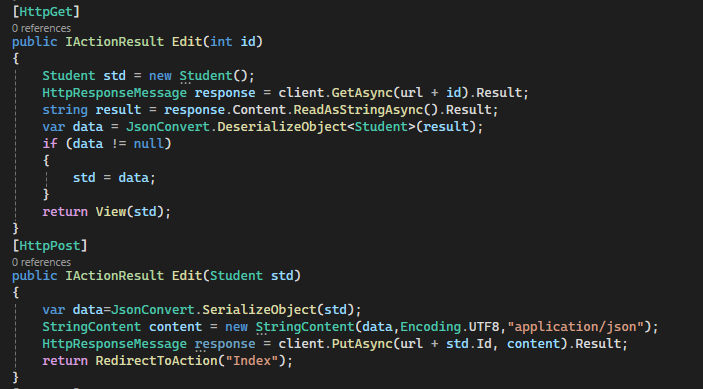 [HttpGet]
0 references
public IActionResult Edit(int id)
{
    Student std = new Student();
    HttpResponseMessage response = client.GetAsync(url + id).Result;
    string result = response.Content.ReadAsStringAsync().Result;
    var data = JsonConvert.DeserializeObject<Student>(result);
    if (data != null)
    {
        std = data;
    }
    return View(std);
}
[HttpPost]
0 references
public IActionResult Edit(Student std)
{
    var data=JsonConvert.SerializeObject(std);
    StringContent content = new StringContent(data,Encoding.UTF8,"application/json");
    HttpResponseMessage response = client.PutAsync(url + std.Id, content).Result;
    return RedirectToAction("Index");
}